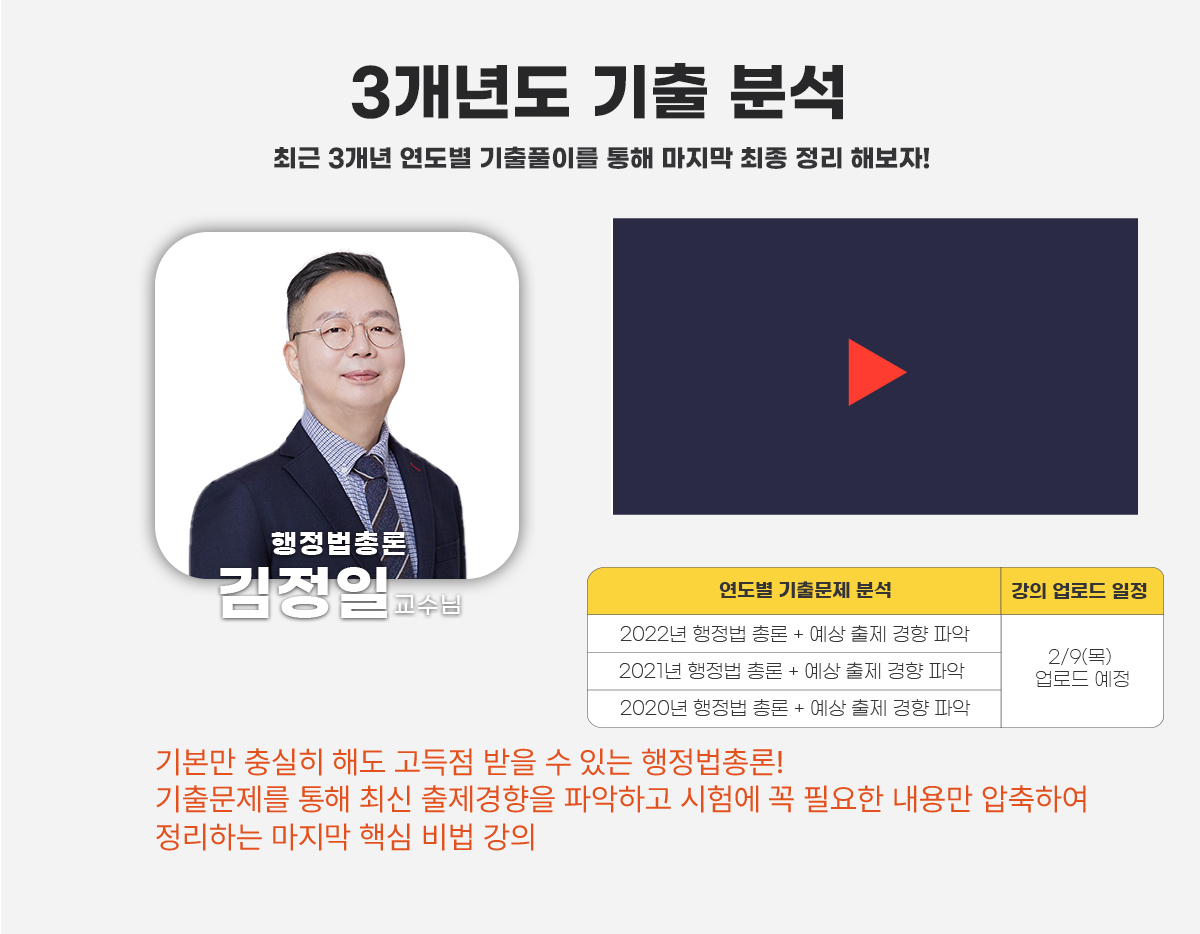 3개년도 기출 분석
최근 3개년 연도별 기출풀이를 통해 마지막 최종 정리 해보자!
행정법총론
김정일교수님
연도별 기출문제 분석 강의 업로드 일정
2022년 행정법 총론 + 예상 출제 경향 파악
2021년 행정법 총론 + 예상 출제 경향 파악
2020년 행정법 총론 + 예상 출제 경향 파악
2/9(목)
업로드 예정
기본만 충실히 해도 고득점 받을 수 있는 행정법총론!
기출문제를 통해 최신 출제경향을 파악하고 시험에 꼭 필요한 내용만 압축하여
정리하는 마지막 핵심 비법 강의